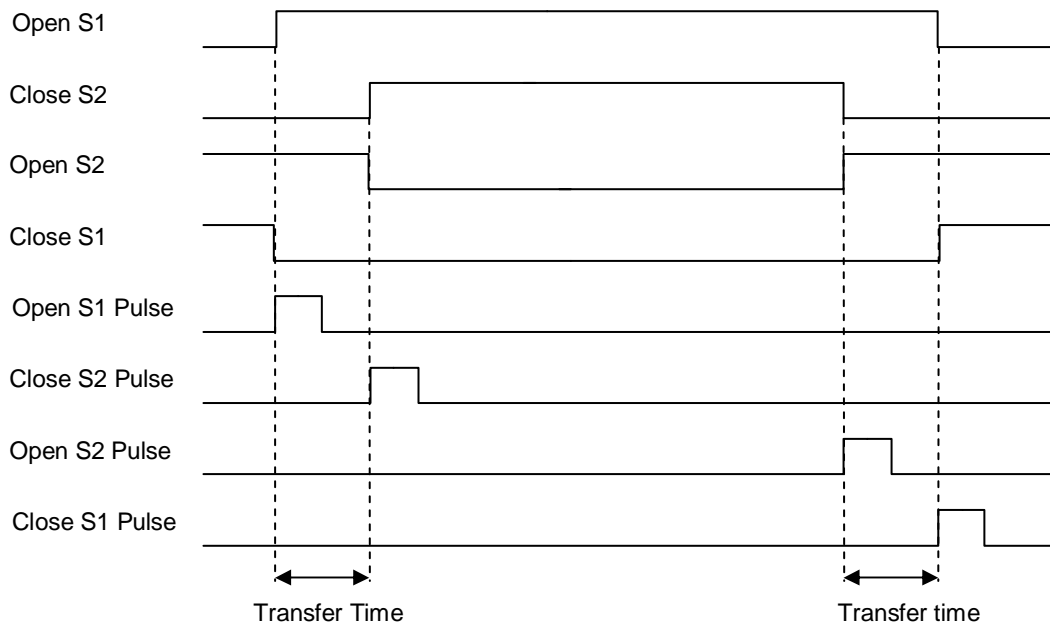 Open S1
Close S2
Open S2
Close S1
Open S1 Pulse
Close S2 Pulse
Open S2 Pulse
Close S1 Pulse
Transfer Time
Transfer time